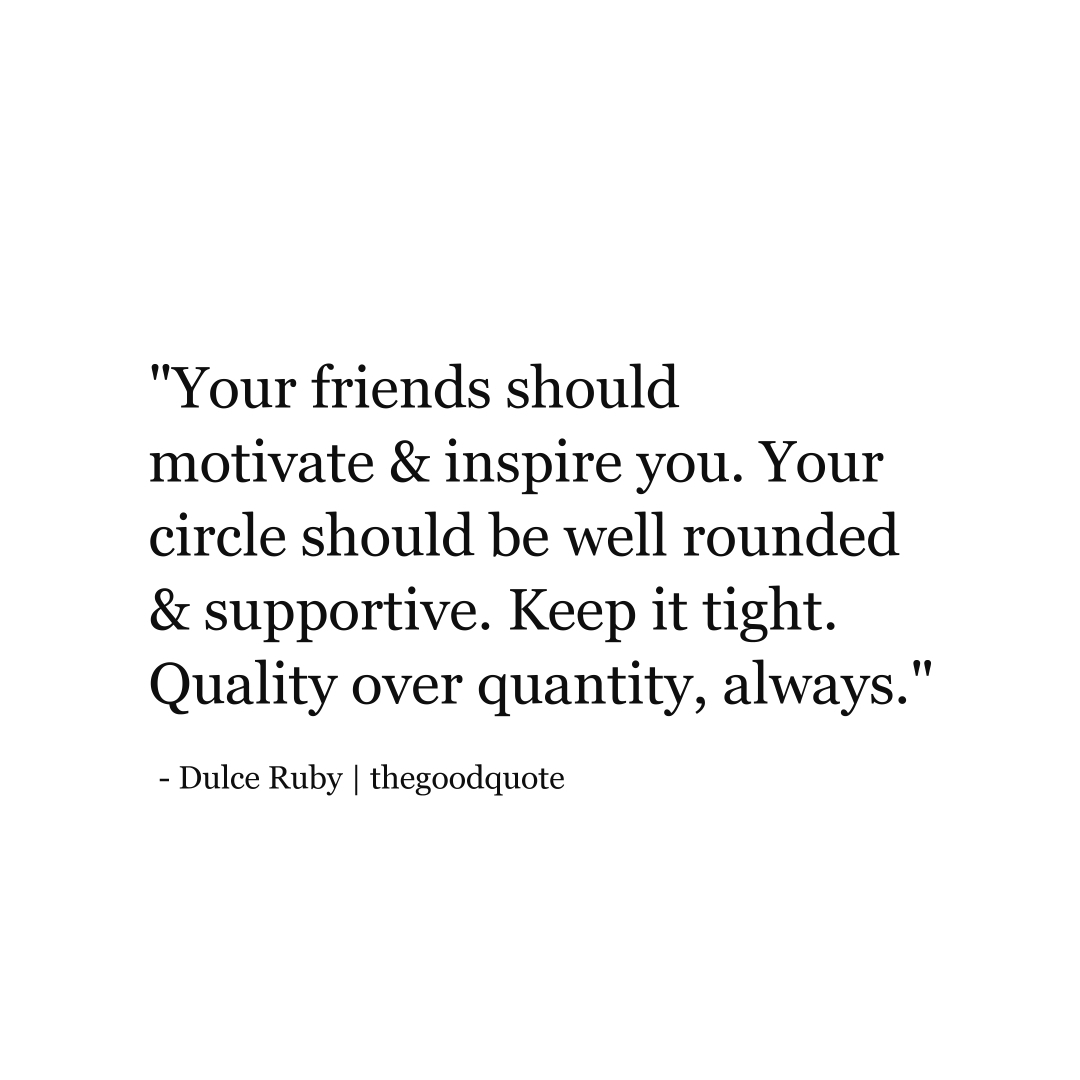 "Your friends should
motivate & inspire you. Your
circle should be well rounded
& supportive. Keep it tight.
Quality over quantity, always."
- Dulce Ruby | thegoodquote